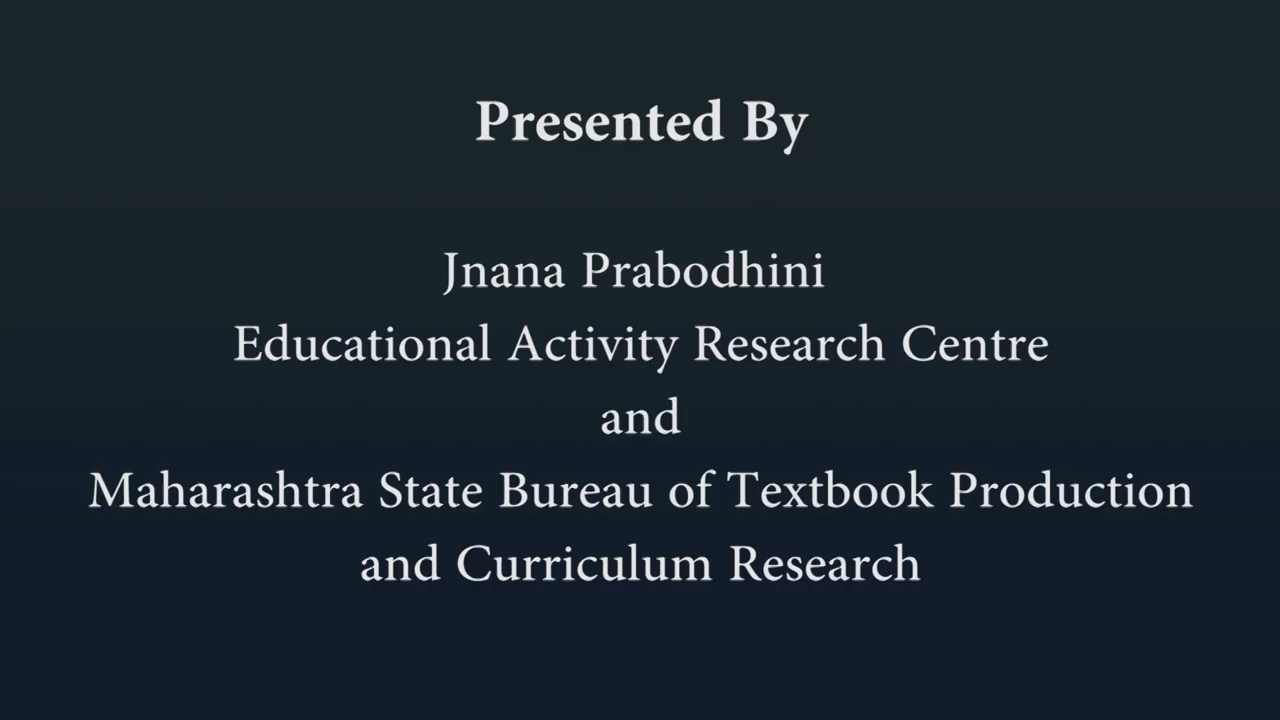 Presented By
Jnana Prabodhini
Educational Activity Research Centre
and
Maharashtra State Bureau of Textbook Production
and Curriculum Research